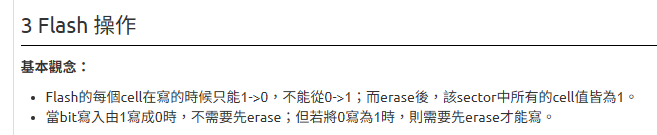 3 Flash 操作
基本觀念：
• Flash的每個cell在寫的時候只能1->0，不能從0->1；而erase後，該sector中所有的cell值皆為1。
• 當bit寫入由1寫成0時，不需要先erase；但若將0寫為1時，則需要先erase才能寫。